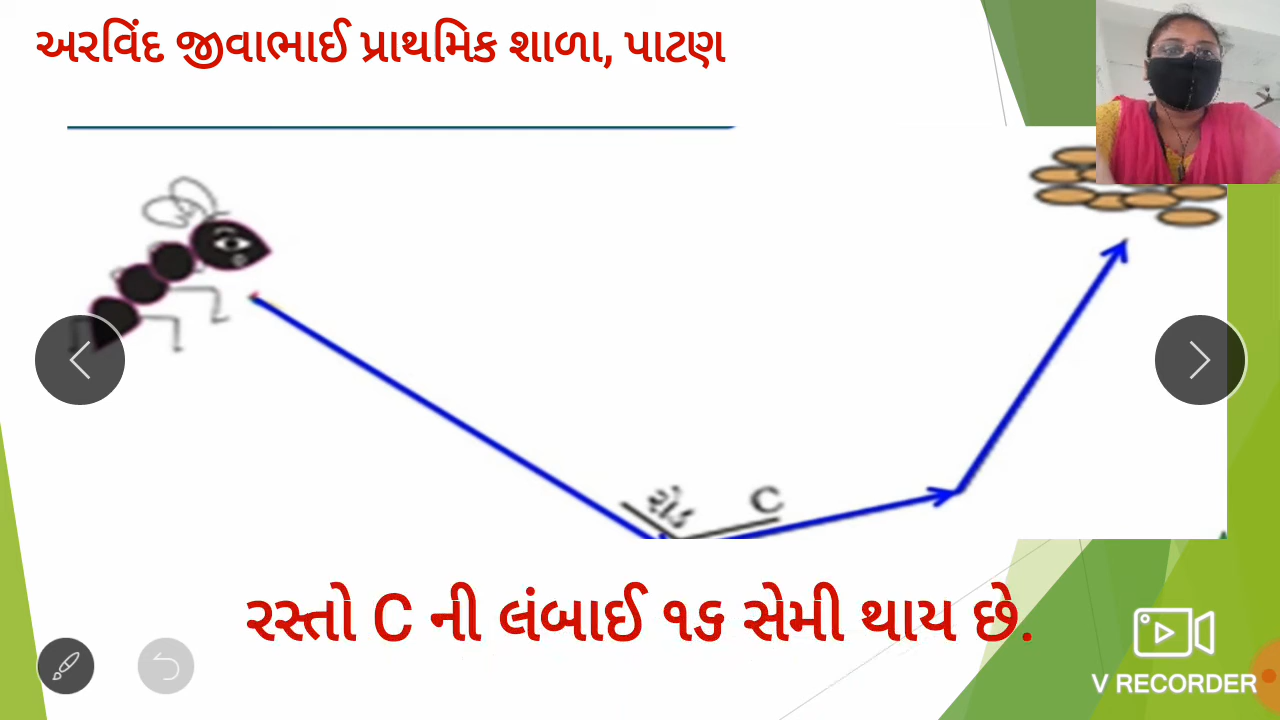 અરવિંદ જીવાભાઈ પ્રાથમિક શાળા, પાટણ
રોડ C
રસ્તો C ની લંબાઈ ૧૬ સેમી થાય છે.
V RECORDER